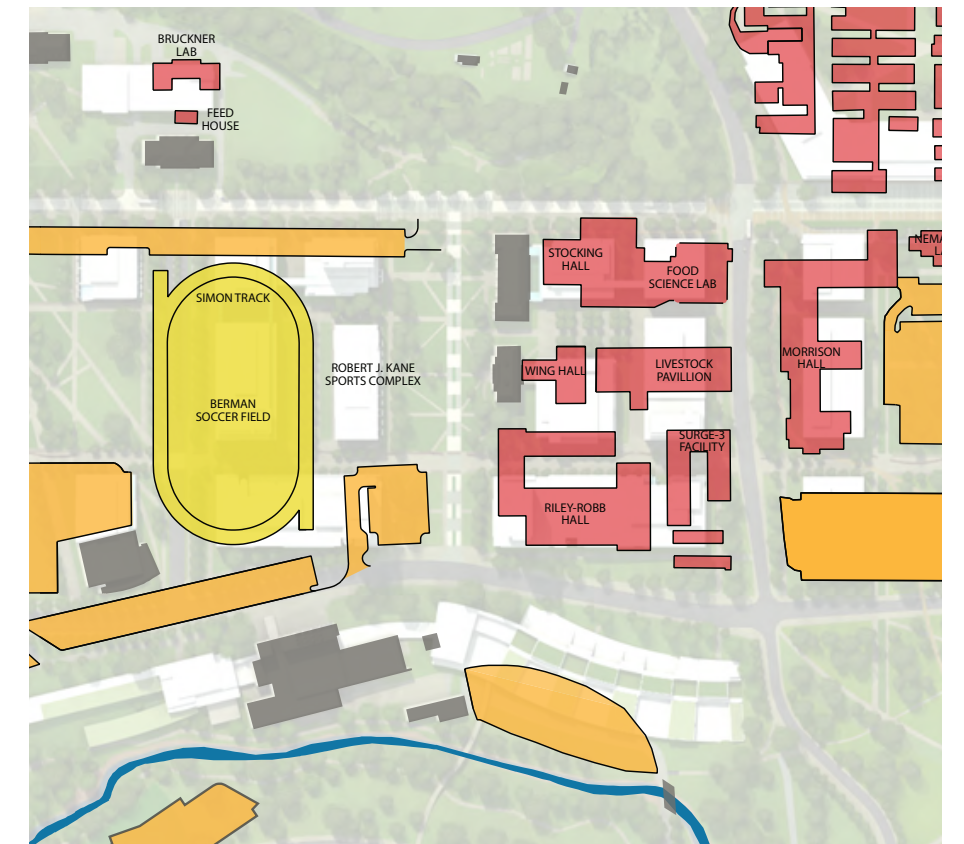 BRUCKNER
LAB
FEED
HOUSE
STOCKING
HALL
FOOD
SCIENCE LAB
SIMON TRACK
ROBERT J. KANE
SPORTS COMPLEX
WING HALL
LIVESTOCK
PAVILLION
MORRISON
HALL
BERMAN
SOCCER FIELD
SURGE-3
FACILITY
RILEY-ROBB
HALL